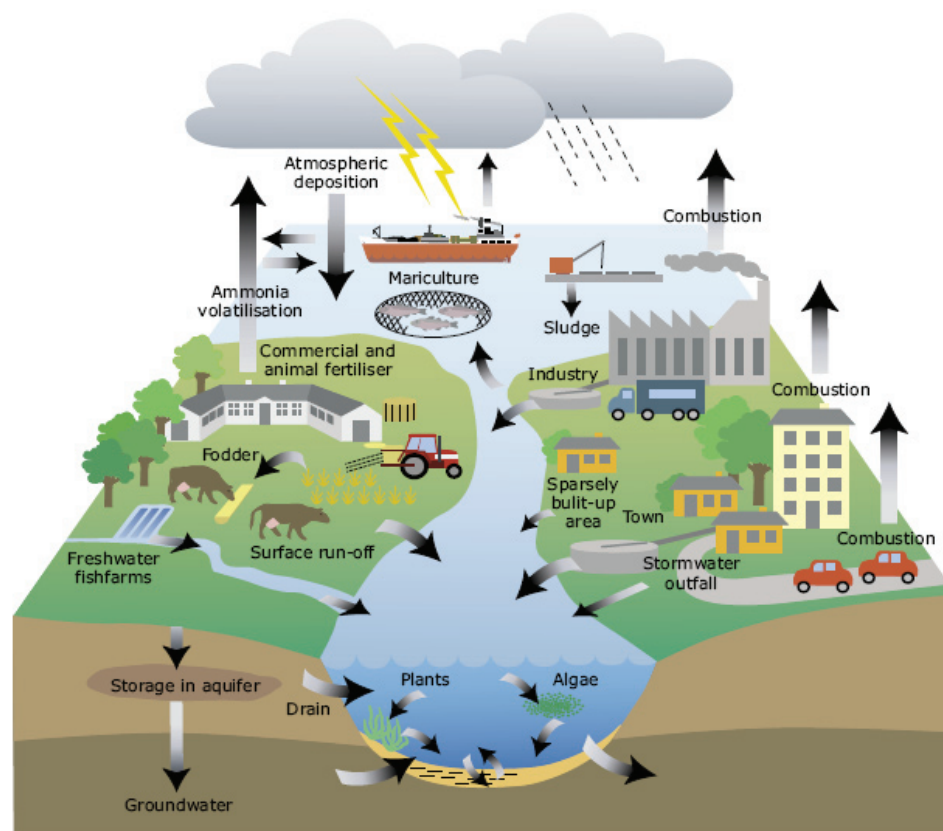 Atmospheric
deposition
Combustion
Mariculture
Ammonia
volatilisation
Sludge
Commercial and
animal fertiliser
Industry
Combustion
Fodder
Sparsely
bulit-up
area
Town
Surface run-off
Combustion
Freshwater
fishfarms
Stormwater
outfall
Storage in aquifer
Plants
Algae
Drain
Groundwater